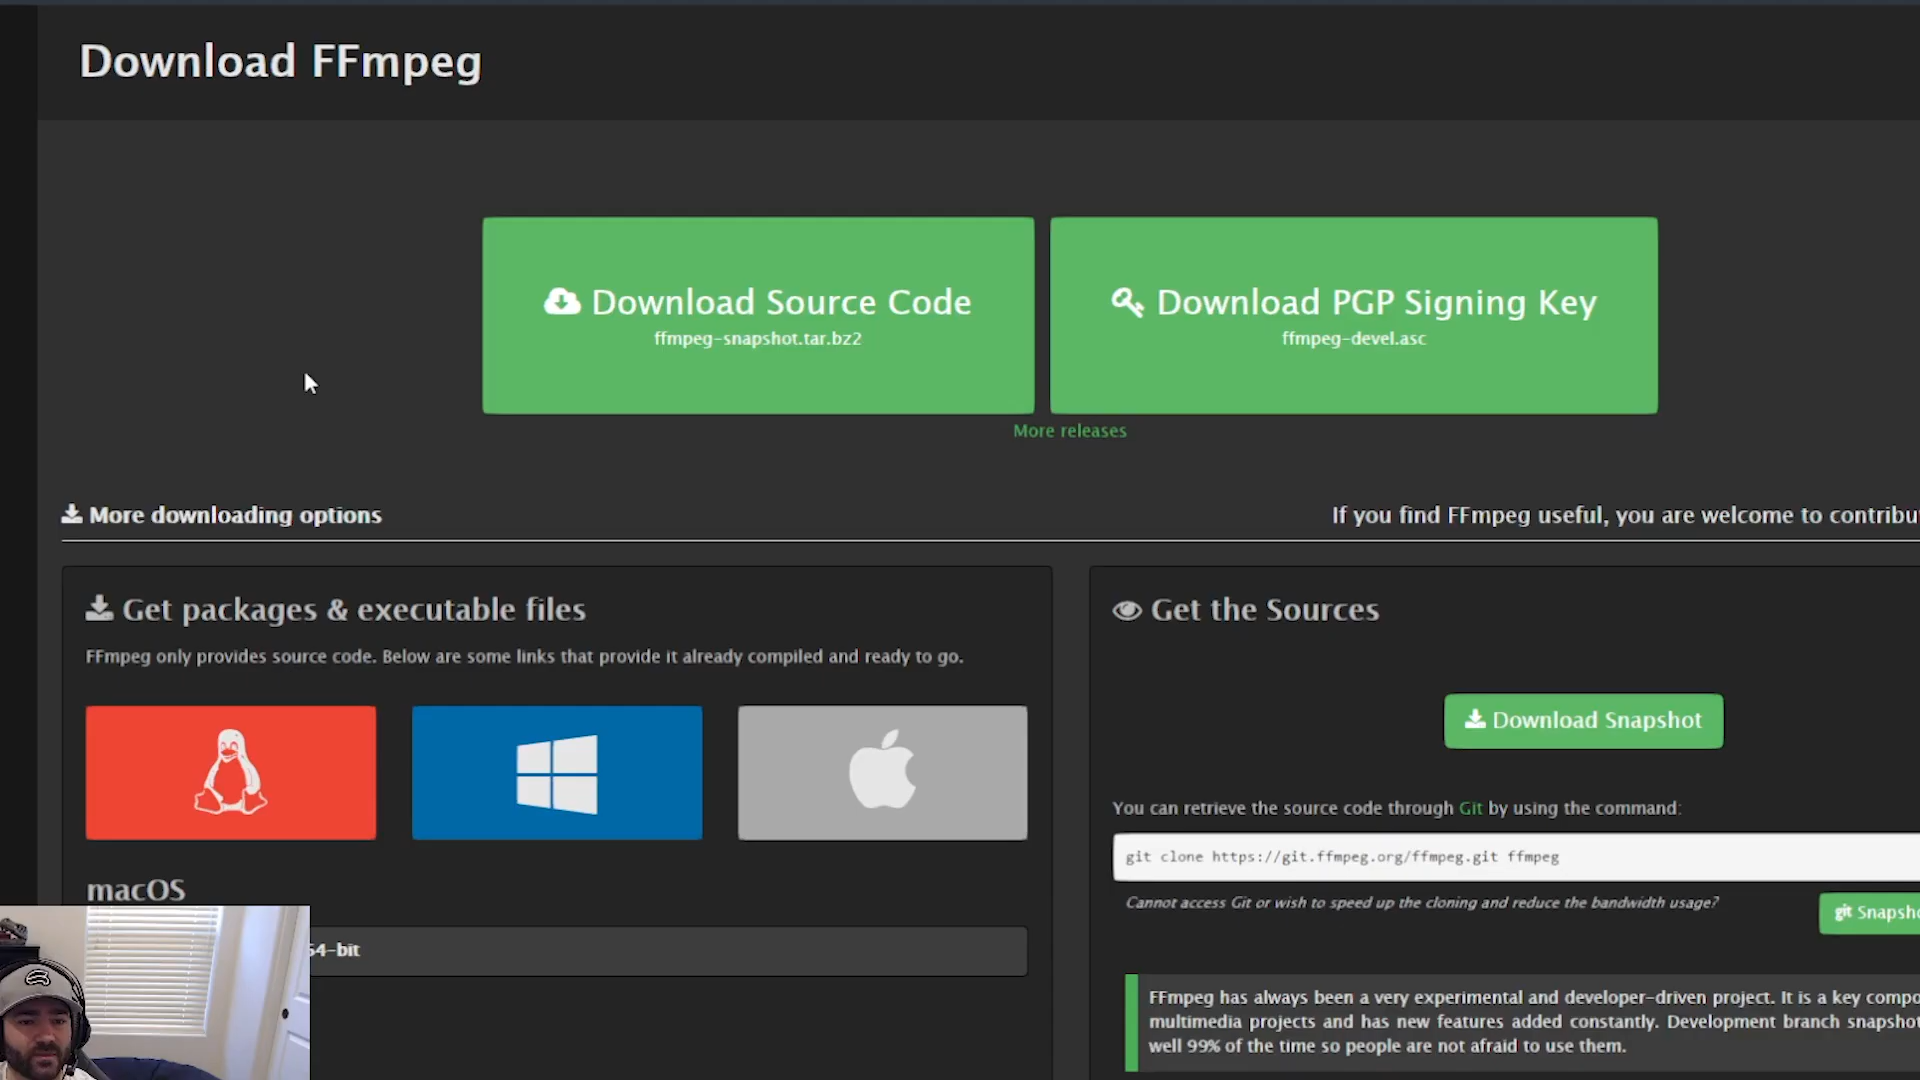 Download FFmpeg
Download Source Code
ffmpeg-snapshot.tar.bz2
Download PGP Signing Key
ffmpeg-devel.asc
More releases
More downloading options
If you find FFmpeg useful, you are welcome to contribu
Get packages & executable files
FFmpeg only provides source code. Below are some links that provide it already compiled and ready to go.
macOS
64-bit
Get the Sources
Download Snapshot
You can retrieve the source code through Git by using the command:
git clone https://git.ffmpeg.org/ffmpeg.git ffmpeg
Cannot access Git or wish to speed up the cloning and reduce the bandwidth usage?
git Snapsho
FFmpeg has always been a very experimental and developer-driven project. It is a key compo
multimedia projects and has new features added constantly. Development branch snapshot
well 99% of the time so people are not afraid to use them.